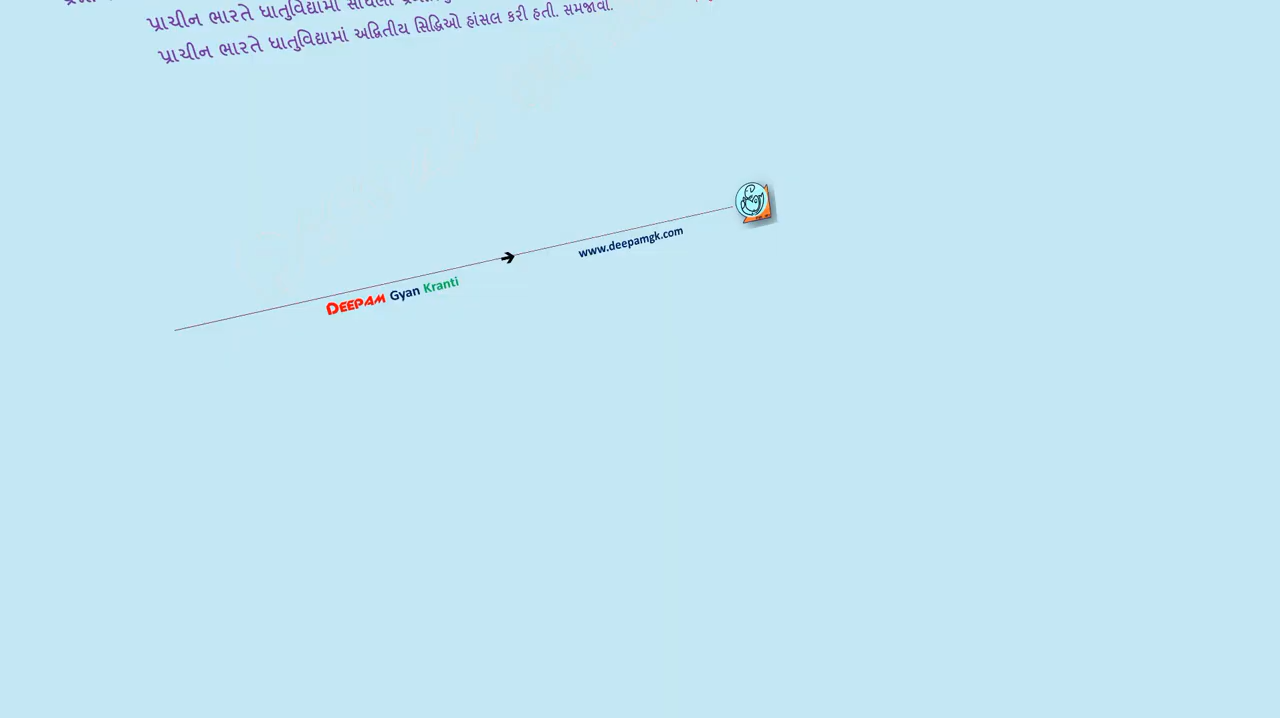 પ્રાચીન ભારતે ધાતુવિદ્યામાં સાધેલી
પ્રાચીન ભારતે ધાતુવિદ્યામાં અદ્વિતીય સિદ્ધિઓ હાંસલ કરી હતી. સમજાવો.
www.deepamgk.com
DEEPAM Gyan Kranti